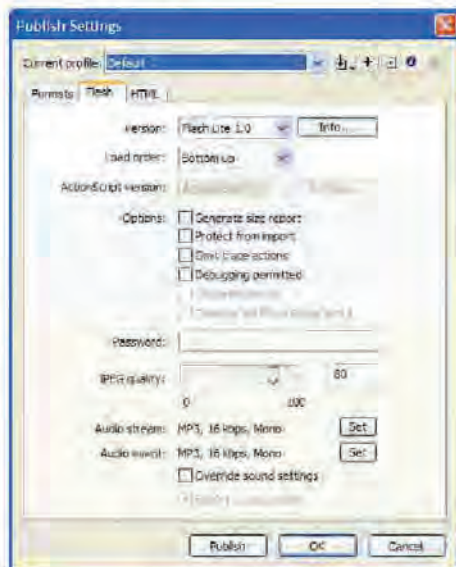 Publish Settings
Current profile: Default
Formats Flash HTML
Version: Flash Lite 1.0 Info...
Load order: Bottom up
ActionScript version:
Options: Generate size report
Protect from import
Omit trace actions
Debugging permitted
Password:
JPEG quality: 80
0 100
Audio stream: MP3, 16 kbps, Mono Set
Audio event: MP3, 16 kbps, Mono Set
Override sound settings
Publish OK Cancel